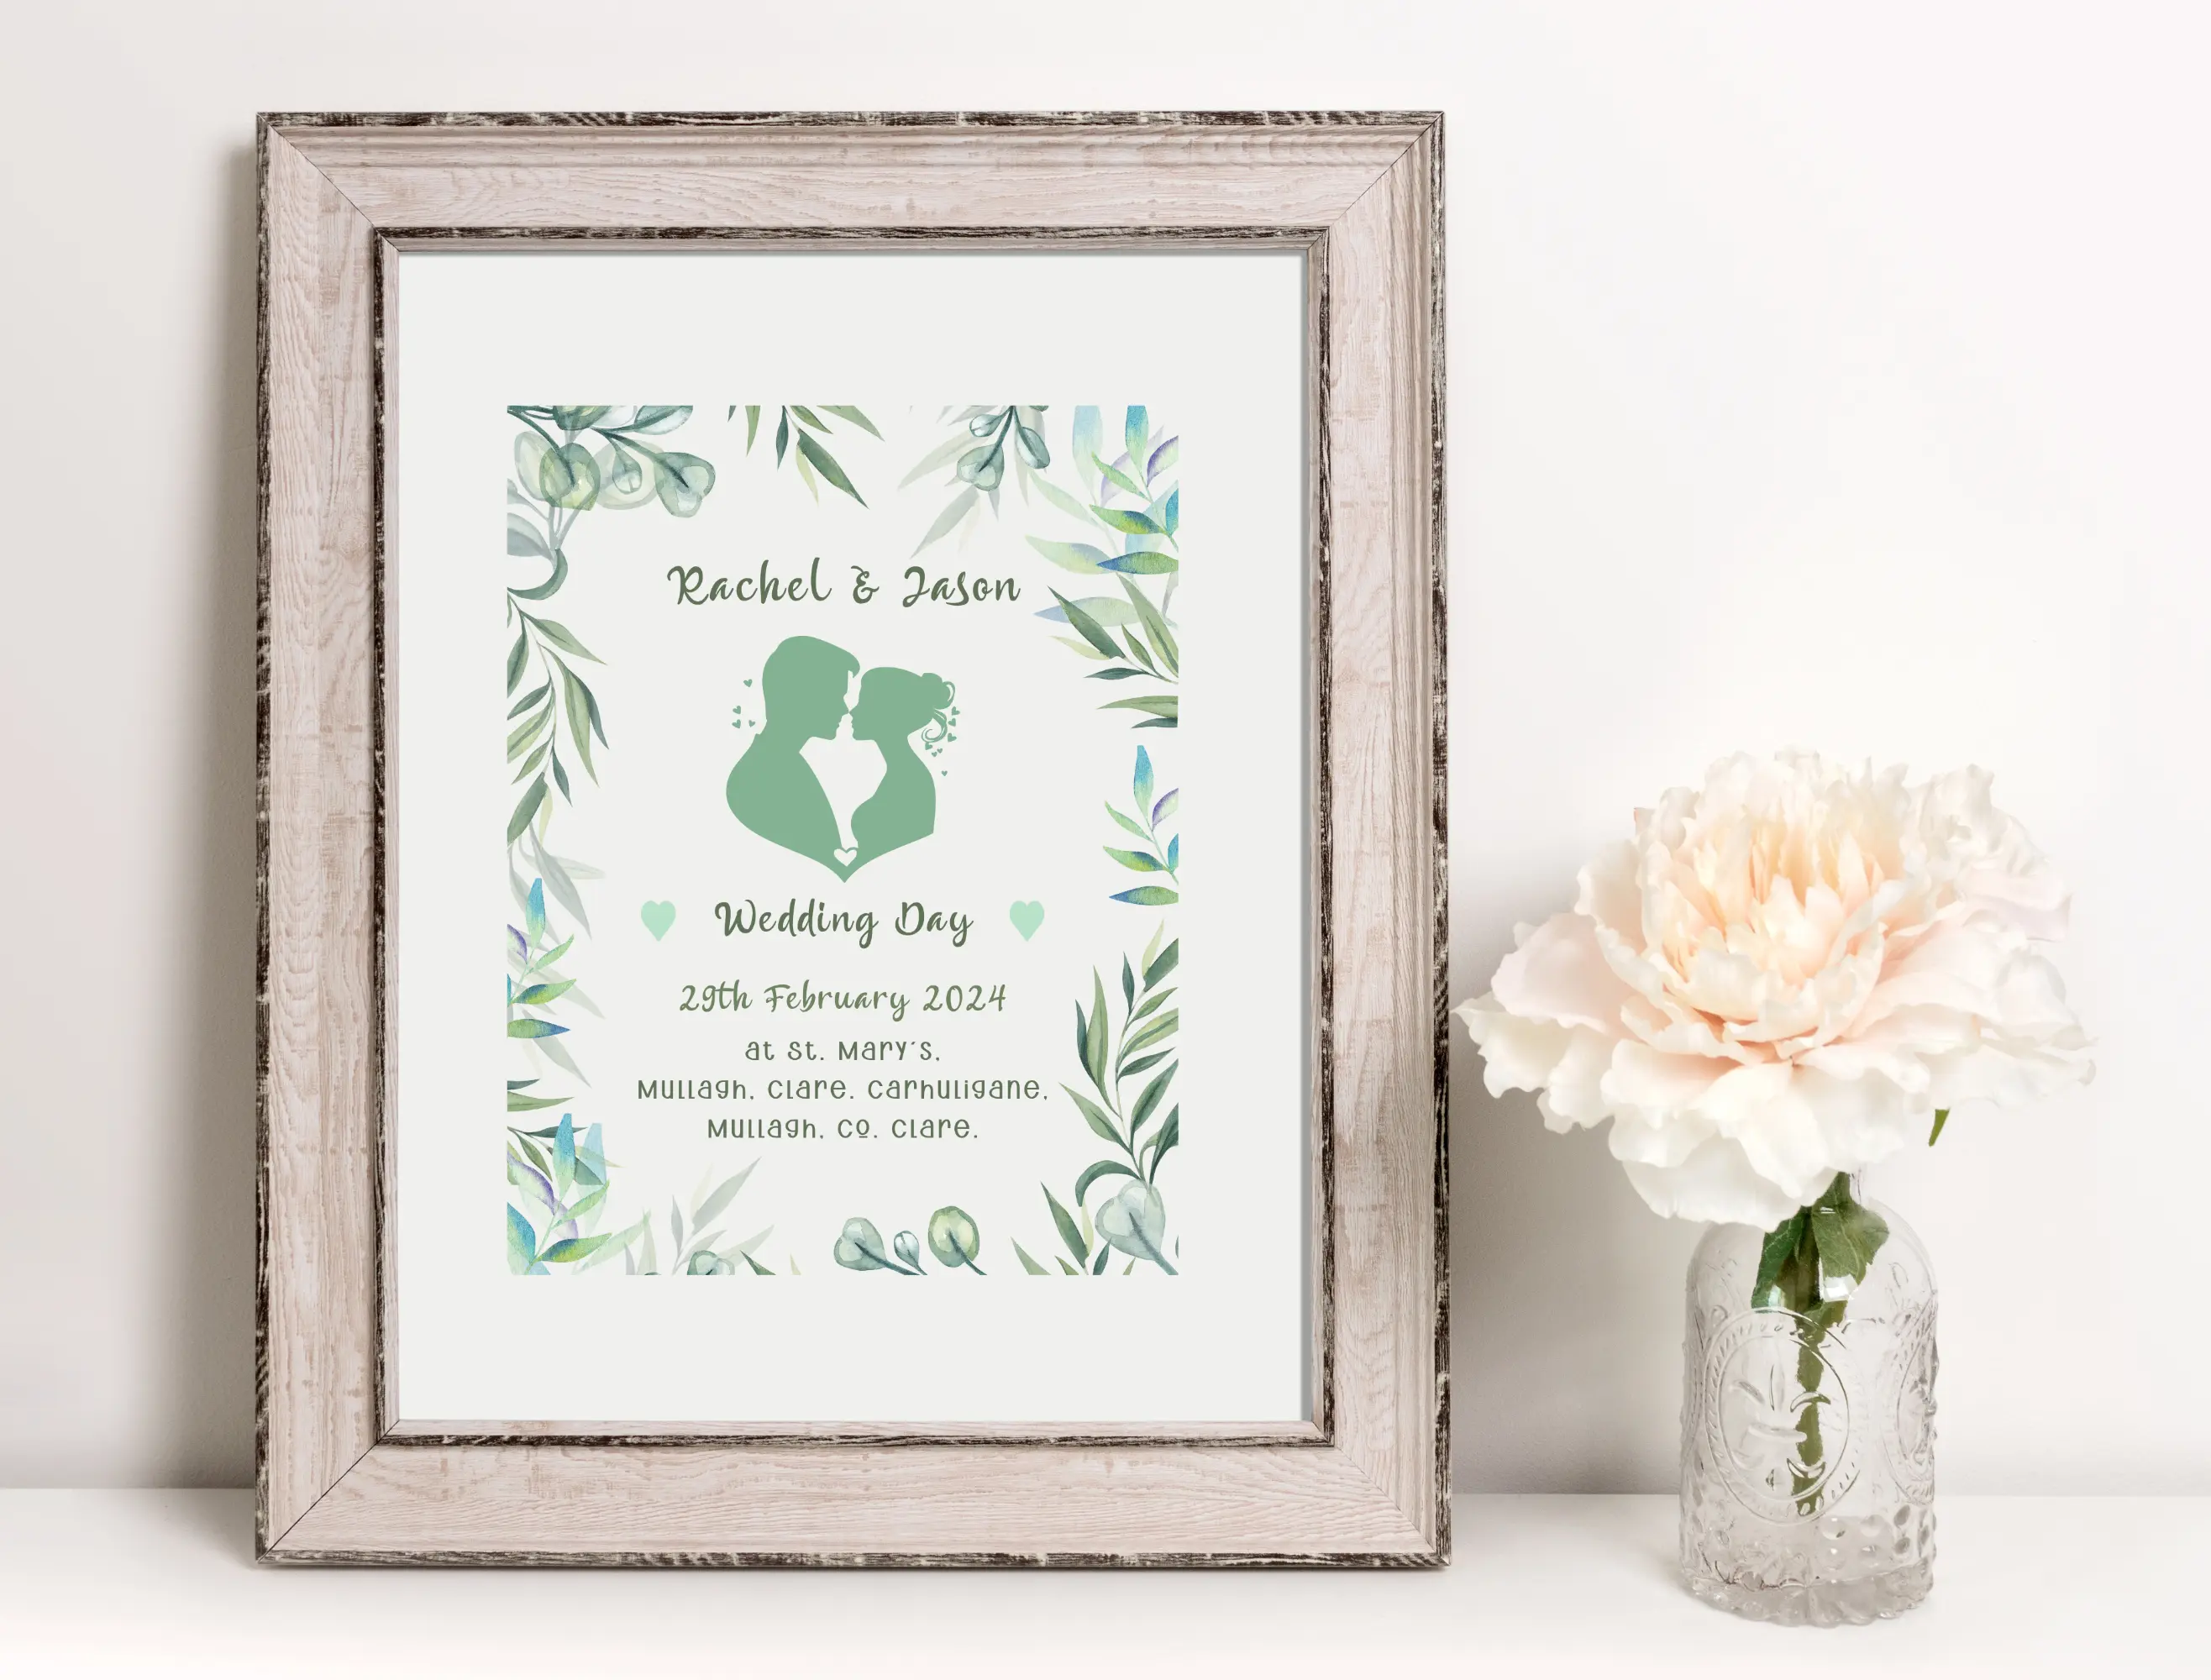 Rachel & Jason
Wedding Day
29th February 2024
at St. Mary's,
Mullagh, Clare. Carhuligane,
Mullagh, Co. Clare.